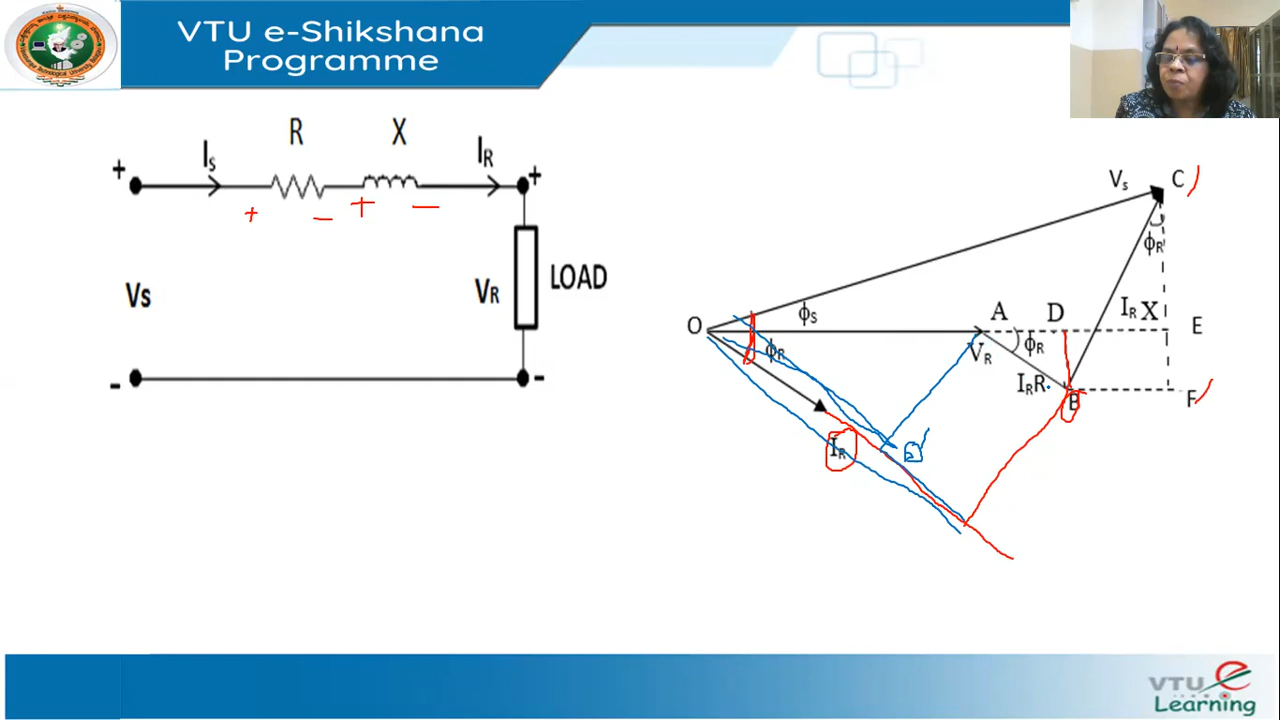 VTU e-Shikshana
Programme
R
X
Is
IR
+
+
+
-
+
-
Vs
VR
LOAD
-
-
Vs
C
ϕR
O
ϕS
A
D
IR X
E
ϕR
VR
ϕR
IRR
B
F
IR
B'
VTU e
Learning